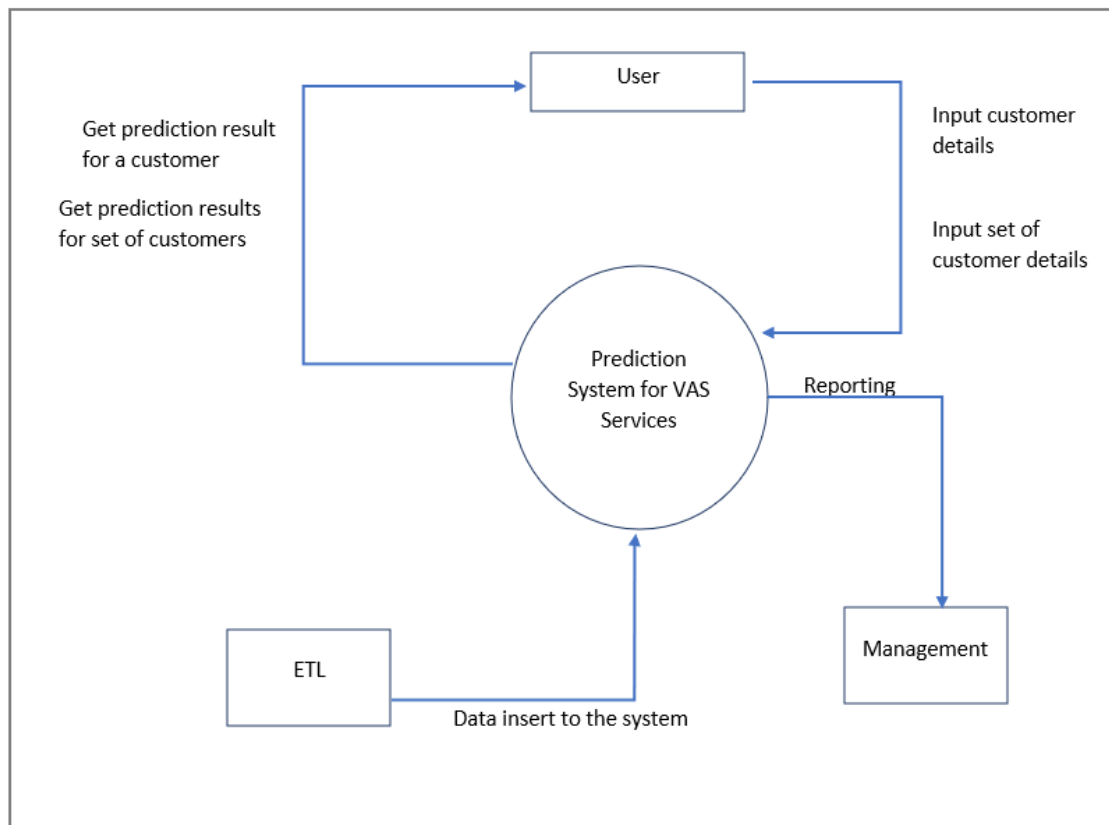 User
Get prediction result
for a customer
Get prediction results
for set of customers
Input customer
details
Input set of
customer details
Prediction
System for VAS
Services
Reporting
ETL
Data insert to the system
Management